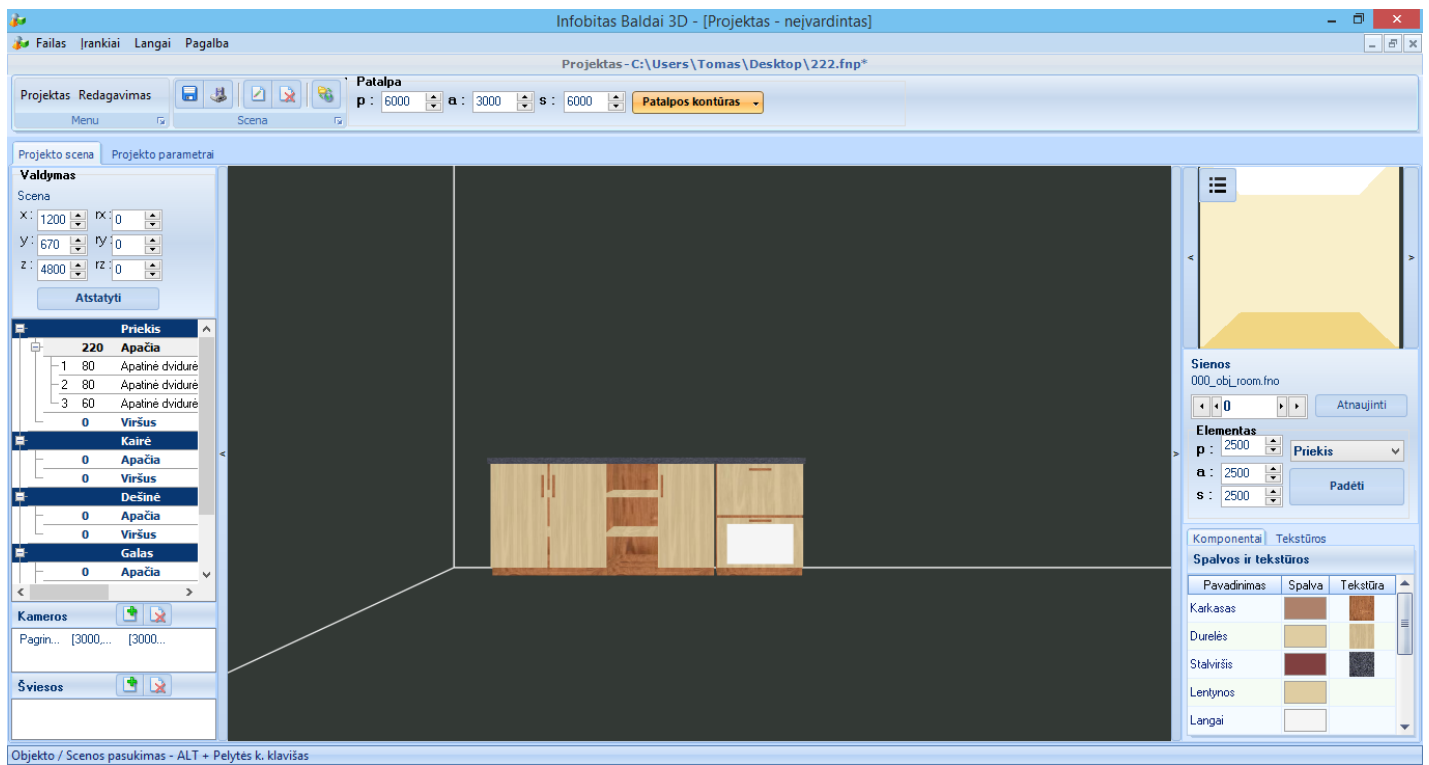 Infobitas Baldai 3D - [Projektas - neįvardintas]
Failas Įrankiai Langai Pagalba
Projektas-C:\Users\Tomas\Desktop\222.fnp*
Projektas Redagavimas
Menu
Scena
Patalpa
p : 6000 a : 3000 s : 6000 Patalpos kontūras
Projekto scena Projekto parametrai
Valdymas
Scena
x: 1200 rx: 0
y: 670 ry: 0
z: 4800 rz: 0
Atstatyti
Priekis
220 Apačia
1 80 Apatinė dvidurė
2 80 Apatinė dvidurė
3 60 Apatinė dvidurė
0 Viršus
Kairė
0 Apačia
0 Viršus
Dešinė
0 Apačia
0 Viršus
Galas
0 Apačia
Kameros
Pagrin... [3000,... [3000...
Šviesos
Sienos
000_obj_room.fno
0 Atnaujinti
Elementas
p : 2500 Priekis
a : 2500
s : 2500 Padėti
Komponentai Tekstūros
Spalvos ir tekstūros
Pavadinimas Spalva Tekstūra
Karkasas
Durelės
Stalviršis
Lentynos
Langai
Objekto / Scenos pasukimas - ALT + Pelytės k. klavišas